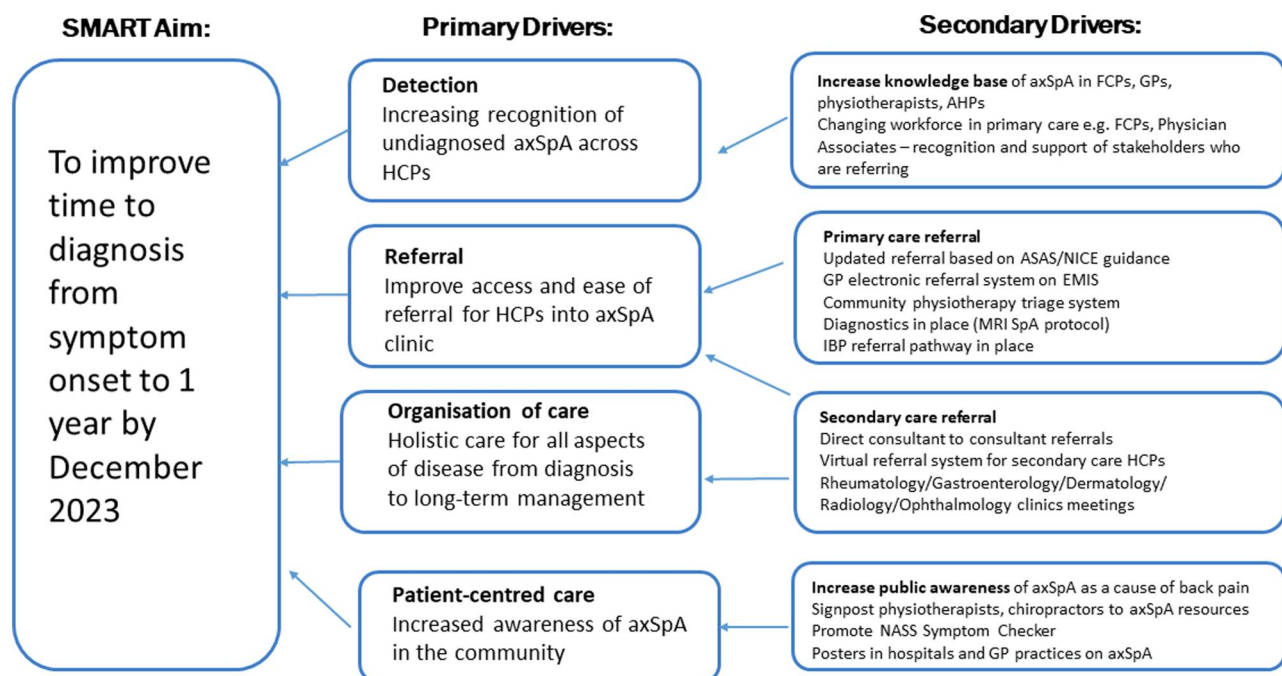 SMART Aim:
To improve
time to
diagnosis
from
symptom
onset to 1
year by
December
2023
Primary Drivers:
Detection
Increasing recognition of
undiagnosed axSpA across
HCPs
Referral
Improve access and ease of
referral for HCPs into axSpA
clinic
Organisation of care
Holistic care for all aspects
of disease from diagnosis
to long-term management
Patient-centred care
Increased awareness of axSpA
in the community
Secondary Drivers:
Increase knowledge base of axSpA in FCPs, GPs,
physiotherapists, AHPs
Changing workforce in primary care e.g. FCPs, Physician
Associates – recognition and support of stakeholders who
are referring
Primary care referral
Updated referral based on ASAS/NICE guidance
GP electronic referral system on EMIS
Community physiotherapy triage system
Diagnostics in place (MRI SpA protocol)
IBP referral pathway in place
Secondary care referral
Direct consultant to consultant referrals
Virtual referral system for secondary care HCPs
Rheumatology/Gastroenterology/Dermatology/
Radiology/Ophthalmology clinics meetings
Increase public awareness of axSpA as a cause of back pain
Signpost physiotherapists, chiropractors to axSpA resources
Promote NASS Symptom Checker
Posters in hospitals and GP practices on axSpA